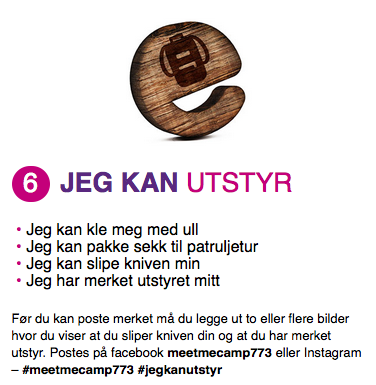 6 JEG KAN UTSTYR
• Jeg kan kle meg med ull
• Jeg kan pakke sekk til patruljetur
• Jeg kan slipe kniven min
• Jeg har merket utstyret mitt
Før du kan poste merket må du legge ut to eller flere bilder
hvor du viser at du sliper kniven din og at du har merket
utstyr. Postes på facebook meetmecamp773 eller Instagram
– #meetmecamp773 #jegkanutstyr